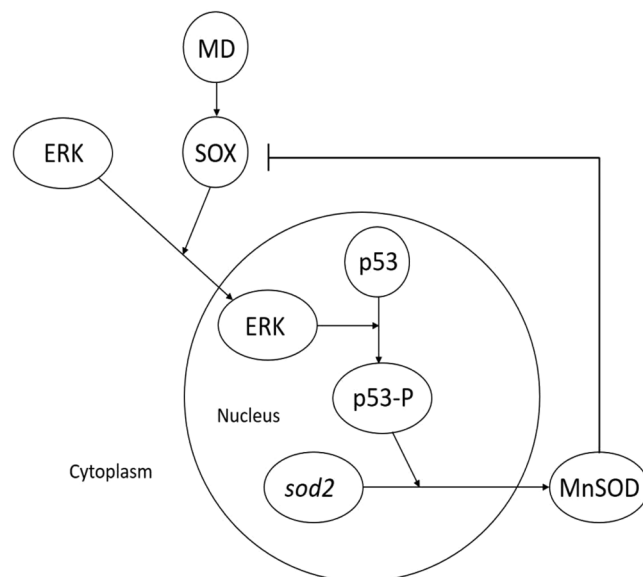 MD
ERK
SOX
p53
ERK
p53-P
Nucleus
Cytoplasm
sod2
MnSOD